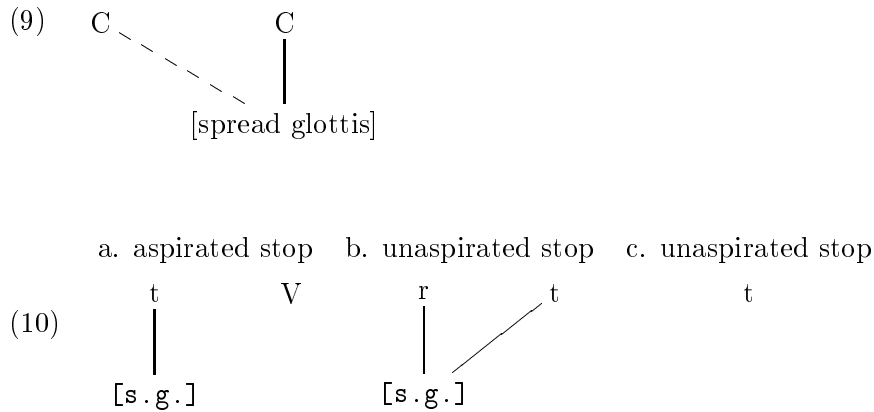 (9) C C
[spread glottis]
a. aspirated stop b. unaspirated stop c. unaspirated stop
(10) t V r t t
[s.g.] [s.g.]